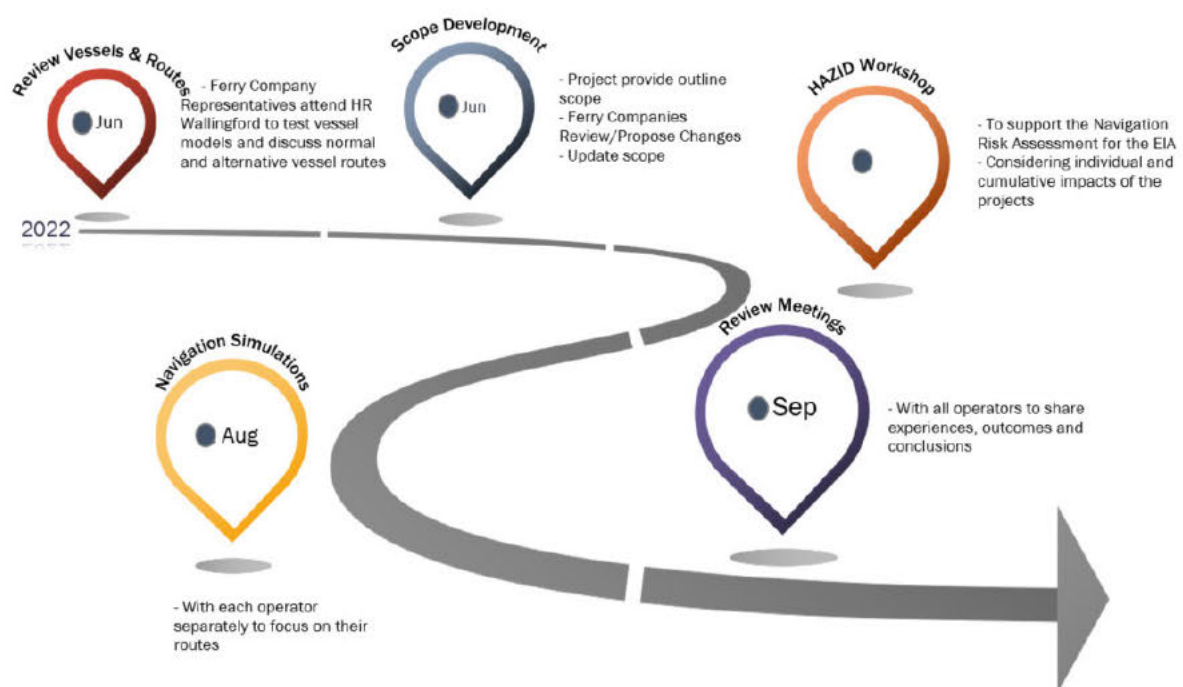 Review Vessels & Routes
Jun
- Ferry Company
Representatives attend HR
Wallingford to test vessel
models and discuss normal
and alternative vessel routes
Scope Development
Jun
- Project provide outline
scope
- Ferry Companies
Review/Propose Changes
- Update scope
HAZID Workshop
- To support the Navigation
Risk Assessment for the EIA
- Considering individual and
cumulative impacts of the
projects
2022
Navigation Simulations
Aug
- With each operator
separately to focus on their
routes
Review Meetings
Sep
- With all operators to share
experiences, outcomes and
conclusions